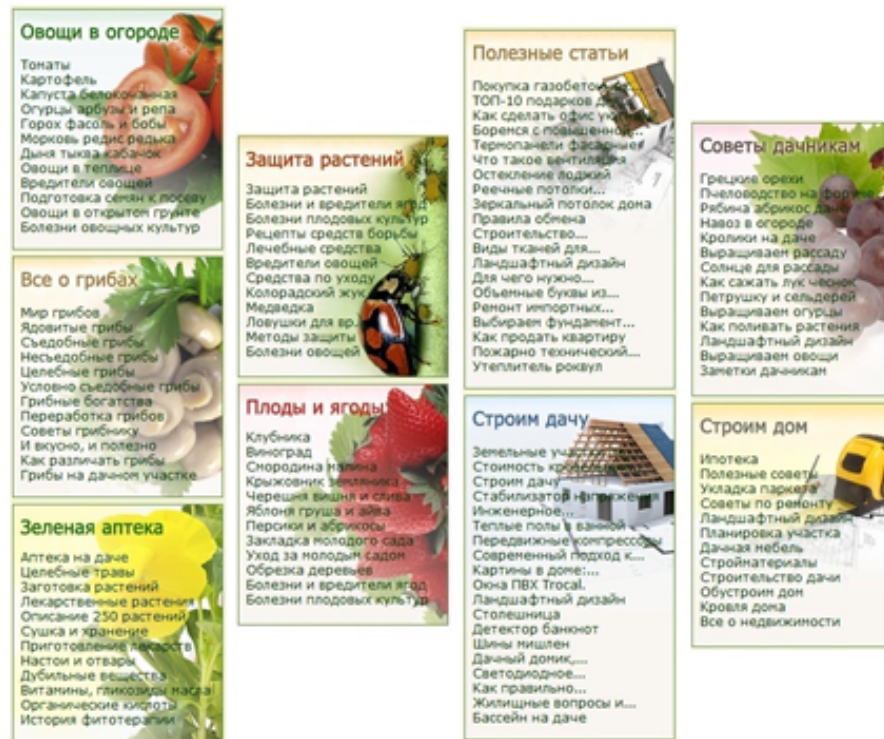 Овощи в огороде
Томаты
Картофель
Капуста белокочанная
Огурцы арбузы и репа
Горох фасоль и бобы
Морковь редис редька
Дыня тыква кабачок
Овощи в теплице
Вредители овощей
Подготовка семян к посеву
Овощи в открытом грунте
Болезни овощных культур
Все о грибах
Мир грибов
Ядовитые грибы
Съедобные грибы
Несъедобные грибы
Целебные грибы
Условно съедобные грибы
Грибные богатства
Переработка грибов
Советы грибнику
И вкусно, и полезно
Как различать грибы
Грибы на дачном участке
Зеленая аптека
Аптека на даче
Целебные травы
Заготовка растений
Лекарственные растения
Описание 250 растений
Сушка и хранение
Приготовление лекарств
Настои и отвары
Дубильные вещества
Витамины, гликозиды масла
Органические кислоты
История фитотерапии
Защита растений
Защита растений
Болезни и вредители ягод
Болезни плодовых культур
Рецепты средств борьбы
Лечебные средства
Вредители овощей
Средства по уходу
Колорадский жук
Медведка
Ловушки для вр...
Методы защиты
Болезни овощей
Плоды и ягоды
Клубника
Виноград
Смородина малина
Крыжовник земляника
Черешня вишня и слива
Яблоня груша и айва
Персики и абрикосы
Закладка молодого сада
Уход за молодым садом
Обрезка деревьев
Болезни и вредители ягод
Болезни плодовых культур
Полезные статьи
Покупка
ТОП-10 подарков
Как сделать офис
Боремся с повышенной...
Термопанели фасадные
Что такое вентиляция
Остекление лоджий
Реечные потолки...
Зеркальный потолок дома
Правила обмена
Строительство...
Виды тканей для...
Ландшафтный дизайн
Для чего нужно...
Объемные буквы из...
Ремонт импортных...
Выбираем фундамент...
Как продать квартиру
Пожарно технический...
Утеплитель роквул
Строим дачу
Земельные участки
Стоимость
Строим дачу
Стабилизатор напряжения
Инженерное...
Теплые полы в ванной
Передвижные компрессоры
Современный подход к...
Картины в доме:...
Окна ПВХ Trocal.
Ландшафтный дизайн
Столешница
Детектор банкнот
Шины мишлен
Дачный домик,...
Светодиодное...
Как правильно...
Жилищные вопросы и...
Бассейн на даче
Советы дачникам
Грецкие орехи
Пчеловодство на форуме
Рябина абрикос даче
Навоз в огороде
Кролики на даче
Выращиваем рассаду
Солнце для рассады
Как сажать лук чеснок
Петрушку и сельдерей
Выращиваем огурцы
Как поливать растения
Ландшафтный дизайн
Выращиваем овощи
Заметки дачникам
Строим дом
Ипотека
Полезные советы
Укладка паркета
Советы по ремонту
Ландшафтный дизайн
Планировка участка
Дачная мебель
Стройматериалы
Строительство дачи
Обустроим дом
Кровля дома
Все о недвижимости